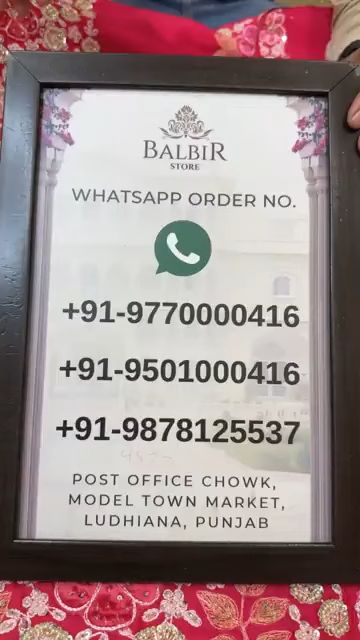 BALBIR
STORE
WHATSAPP ORDER NO.
+91-9770000416
+91-9501000416
+91-9878125537
POST OFFICE CHOWK,
MODEL TOWN MARKET,
LUDHIANA, PUNJAB